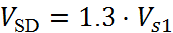 V_SD = 1.3 · V_s1